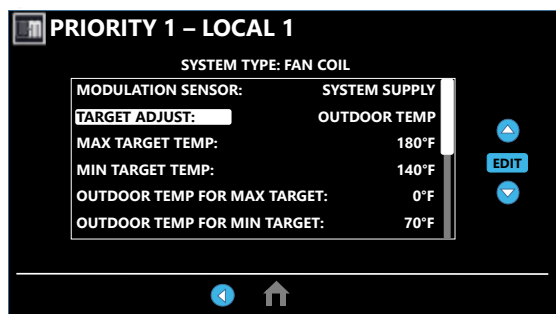 PRIORITY 1 – LOCAL 1
SYSTEM TYPE: FAN COIL
MODULATION SENSOR: SYSTEM SUPPLY
TARGET ADJUST: OUTDOOR TEMP
MAX TARGET TEMP: 180°F
MIN TARGET TEMP: 140°F
EDIT
OUTDOOR TEMP FOR MAX TARGET: 0°F
OUTDOOR TEMP FOR MIN TARGET: 70°F